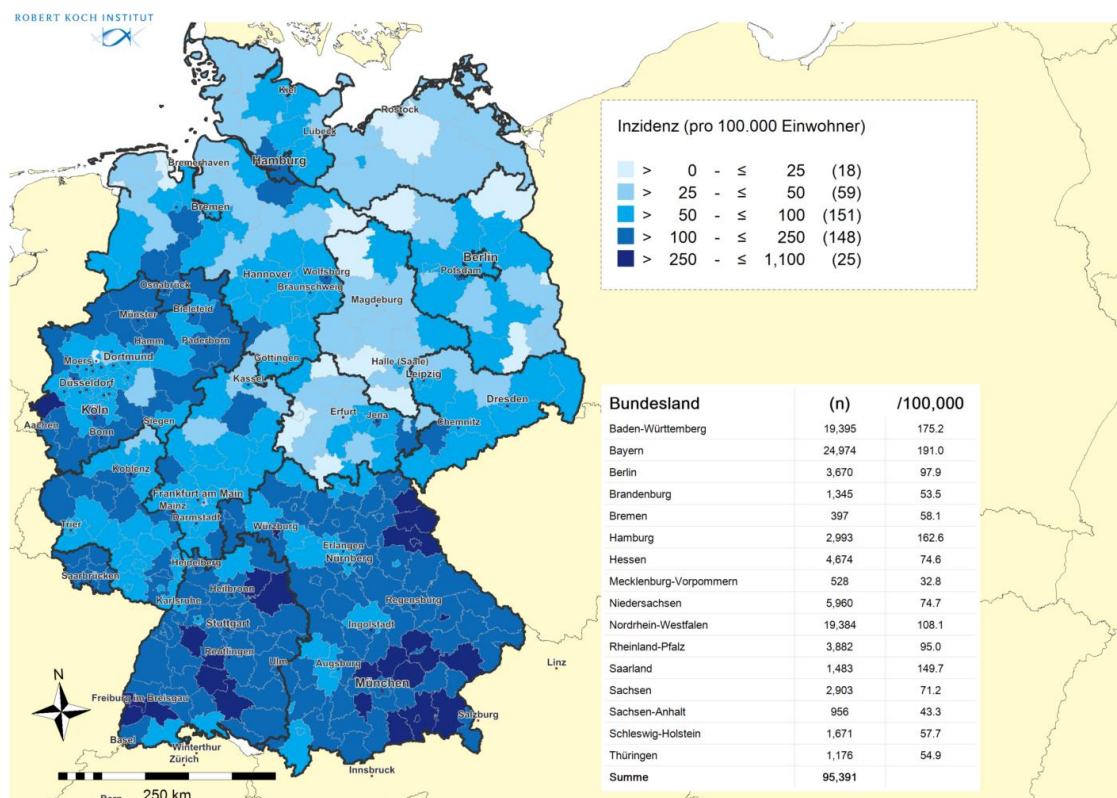 ROBERT KOCH INSTITUT
Kiel
Rostock
Lübeck
Bremerhaven
Hamburg
Bremen
Berlin
Hannover
Wolfsburg
Potsdam
Osnabrück
Braunschweig
Magdeburg
Münster
Bielefeld
Hamm
Paderborn
Moers
Dortmund
Göttingen
Halle (Saale)
Düsseldorf
Kassel
Leipzig
Köln
Erfurt
Dresden
Jena
Aachen
Bonn
Siegen
Chemnitz
Koblenz
Frankfurt am Main
Mainz
Trier
Darmstadt
Würzburg
Erlangen
Nürnberg
Heidelberg
Saarbrücken
Heilbronn
Karlsruhe
Regensburg
Stuttgart
Ingolstadt
Reutlingen
Ulm
Augsburg
Linz
München
Freiburg im Breisgau
Salzburg
Basel
Winterthur
Zürich
Innsbruck
Bern
N
250 km
Inzidenz (pro 100.000 Einwohner)
> 0 - ≤ 25 (18)
> 25 - ≤ 50 (59)
> 50 - ≤ 100 (151)
> 100 - ≤ 250 (148)
> 250 - ≤ 1,100 (25)
Bundesland (n) /100,000
Baden-Württemberg 19,395 175.2
Bayern 24,974 191.0
Berlin 3,670 97.9
Brandenburg 1,345 53.5
Bremen 397 58.1
Hamburg 2,993 162.6
Hessen 4,674 74.6
Mecklenburg-Vorpommern 528 32.8
Niedersachsen 5,960 74.7
Nordrhein-Westfalen 19,384 108.1
Rheinland-Pfalz 3,882 95.0
Saarland 1,483 149.7
Sachsen 2,903 71.2
Sachsen-Anhalt 956 43.3
Schleswig-Holstein 1,671 57.7
Thüringen 1,176 54.9
Summe 95,391